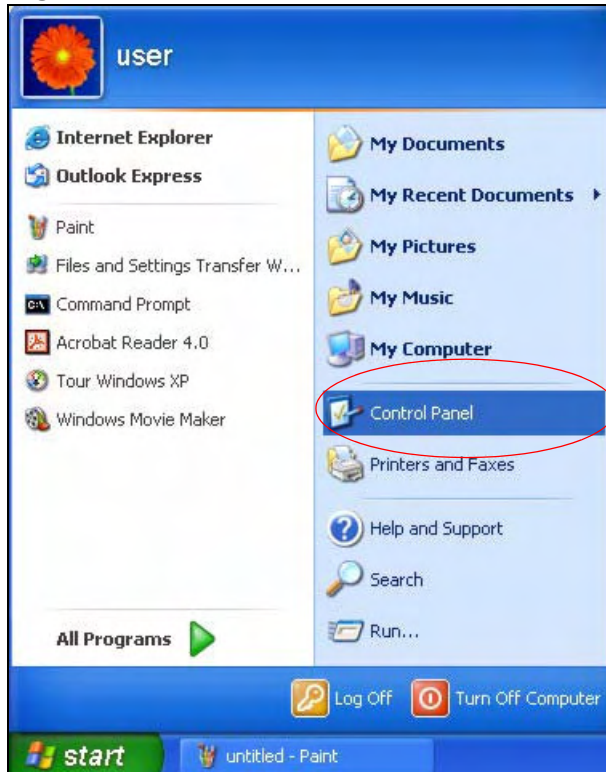 user
Internet Explorer
Outlook Express
Paint
Files and Settings Transfer W...
Command Prompt
Acrobat Reader 4.0
Tour Windows XP
Windows Movie Maker
All Programs
My Documents
My Recent Documents
My Pictures
My Music
My Computer
Control Panel
Printers and Faxes
Help and Support
Search
Run...
Log Off
Turn Off Computer
start
untitled - Paint